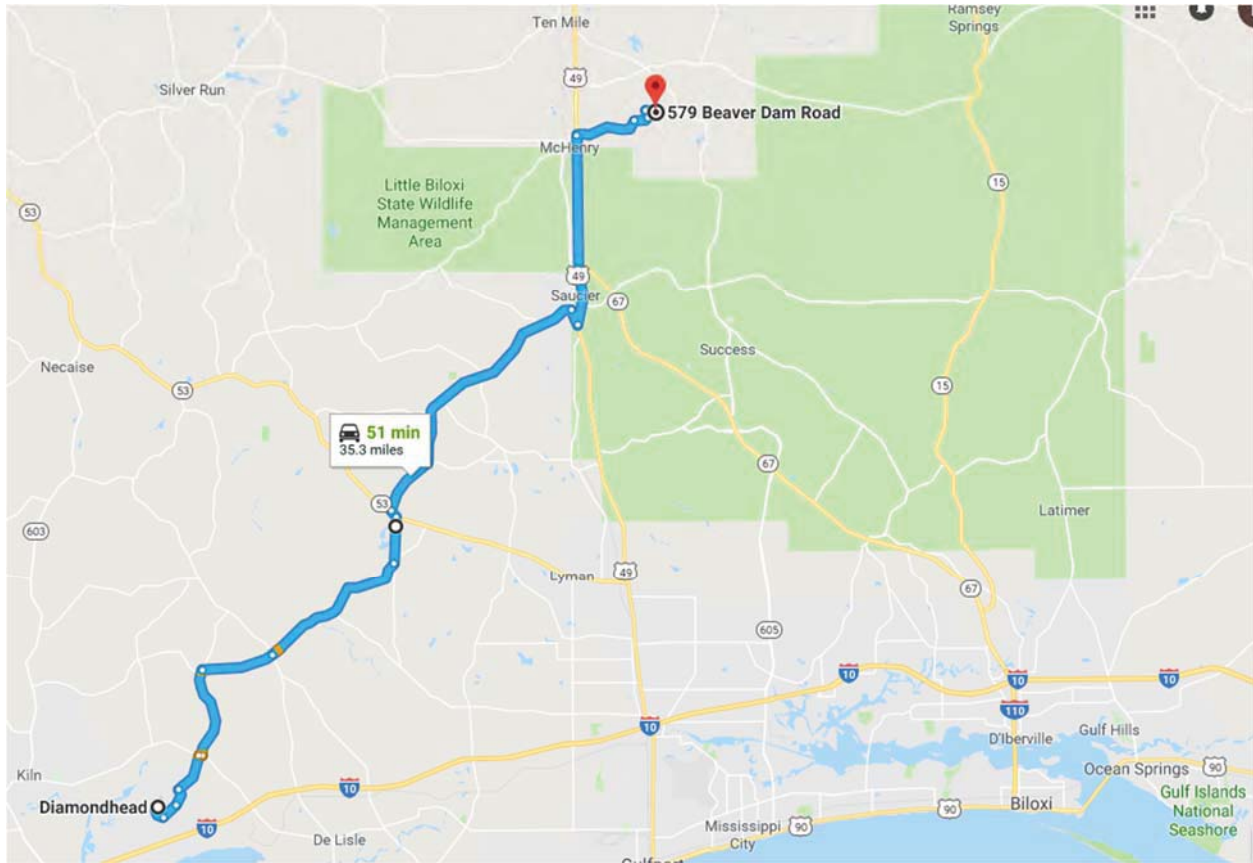 Ramsey
Springs
Ten Mile
49
Silver Run
579 Beaver Dam Road
McHenry
15
Little Biloxi
State Wildlife
Management
Area
53
49
Saucier
67
Success
Necaise
53
15
51 min
35.3 miles
67
53
603
Latimer
Lyman
49
67
605
10
10
10
110
10
D'Iberville
Gulf Hills
Kiln
Ocean Springs
90
10
Diamondhead
Biloxi
Gulf Islands
National
Seashore
90
10
De Lisle
Mississippi
City
90
Gulfport